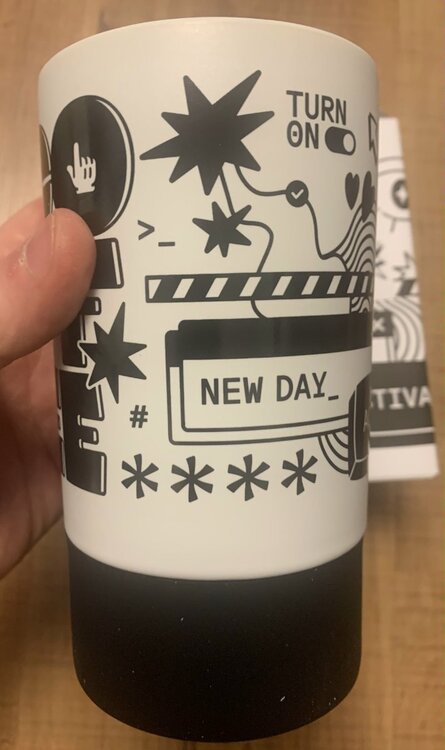 TURN
ON
>_
NEW DAY_
#
****
TIVA